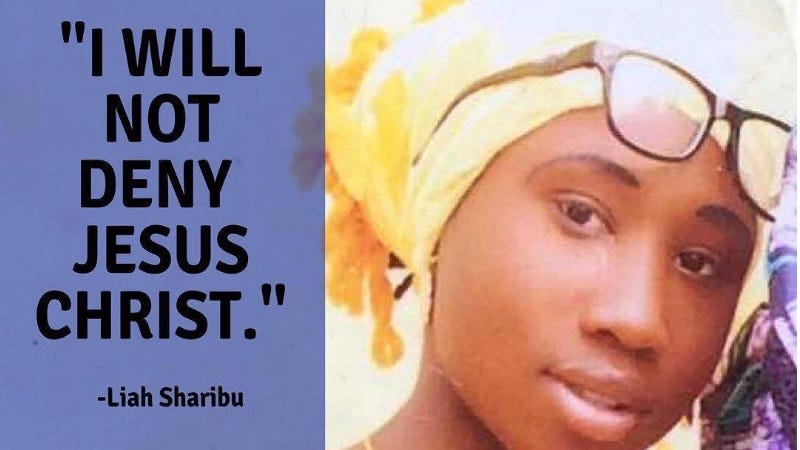 "I WILL
NOT
DENY
JESUS
CHRIST."
-Liah Sharibu